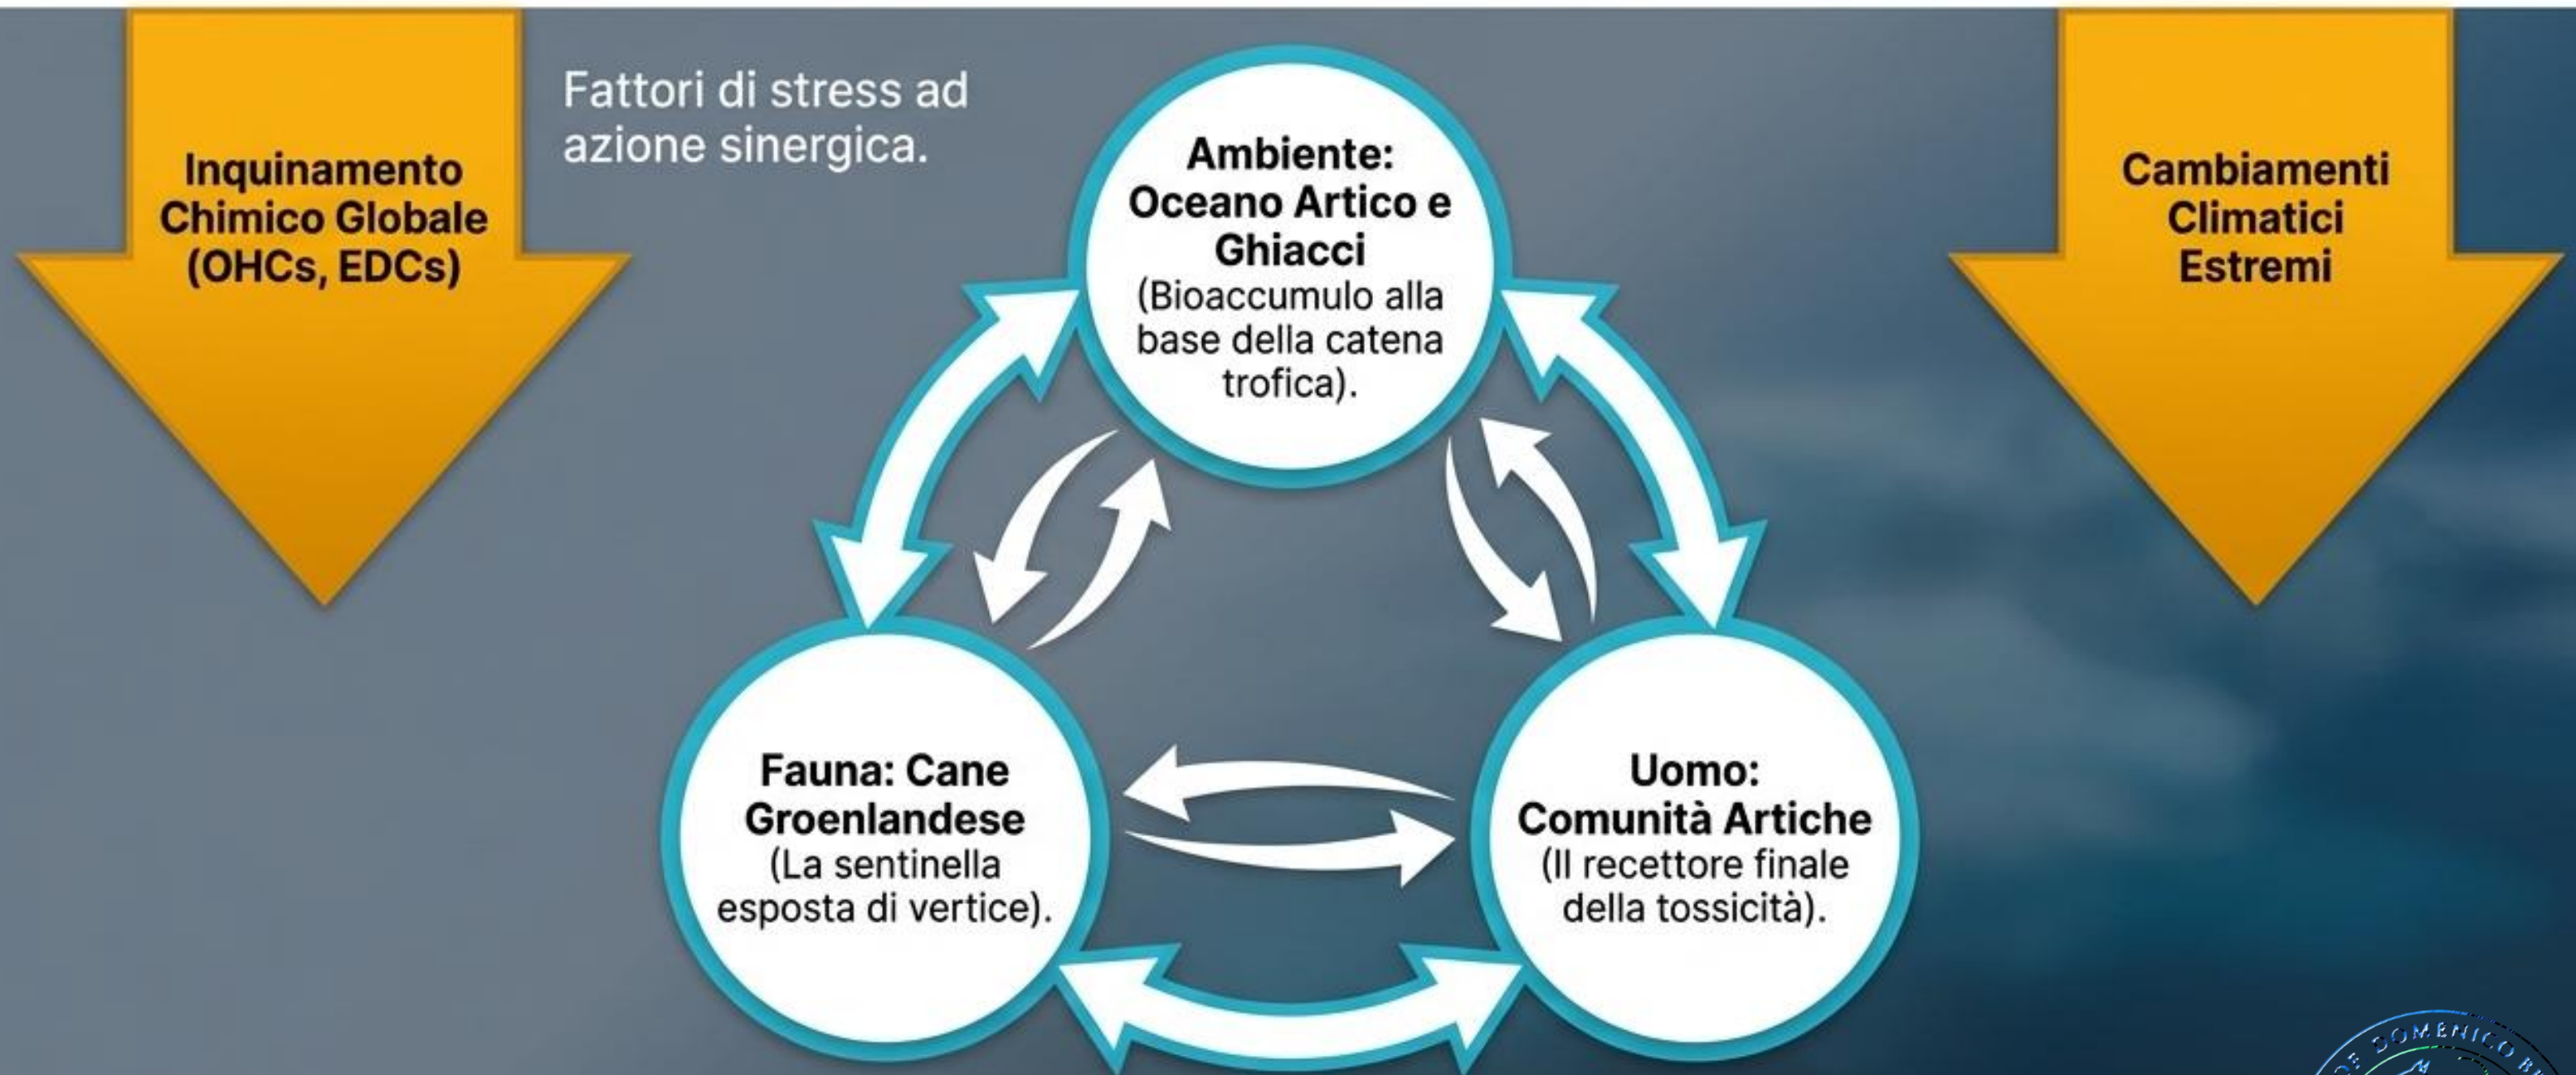 Inquinamento
Chimico Globale
(OHCs, EDCs)
Fattori di stress ad
azione sinergica.
Ambiente:
Oceano Artico e
Ghiacci
(Bioaccumulo alla
base della catena
trofica).
Cambiamenti
Climatici
Estremi
Fauna: Cane
Groenlandese
(La sentinella
esposta di vertice).
Uomo:
Comunità Artiche
(Il recettore finale
della tossicità).
DOMENICO